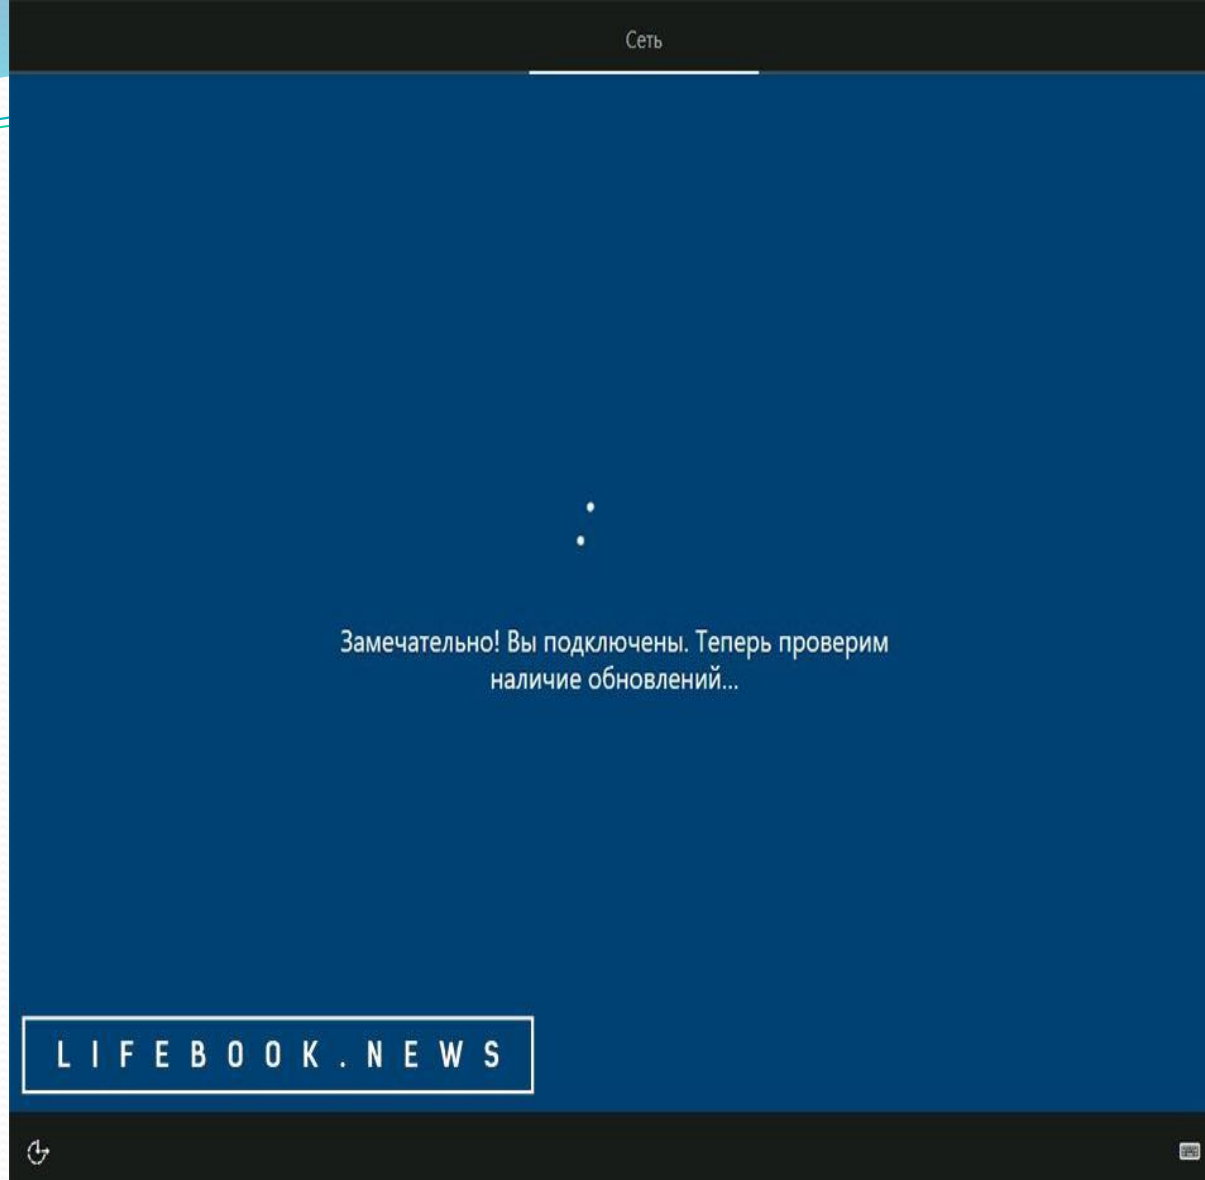 Сеть
Замечательно! Вы подключены. Теперь проверим
наличие обновлений...
LIFEBOOK.NEWS